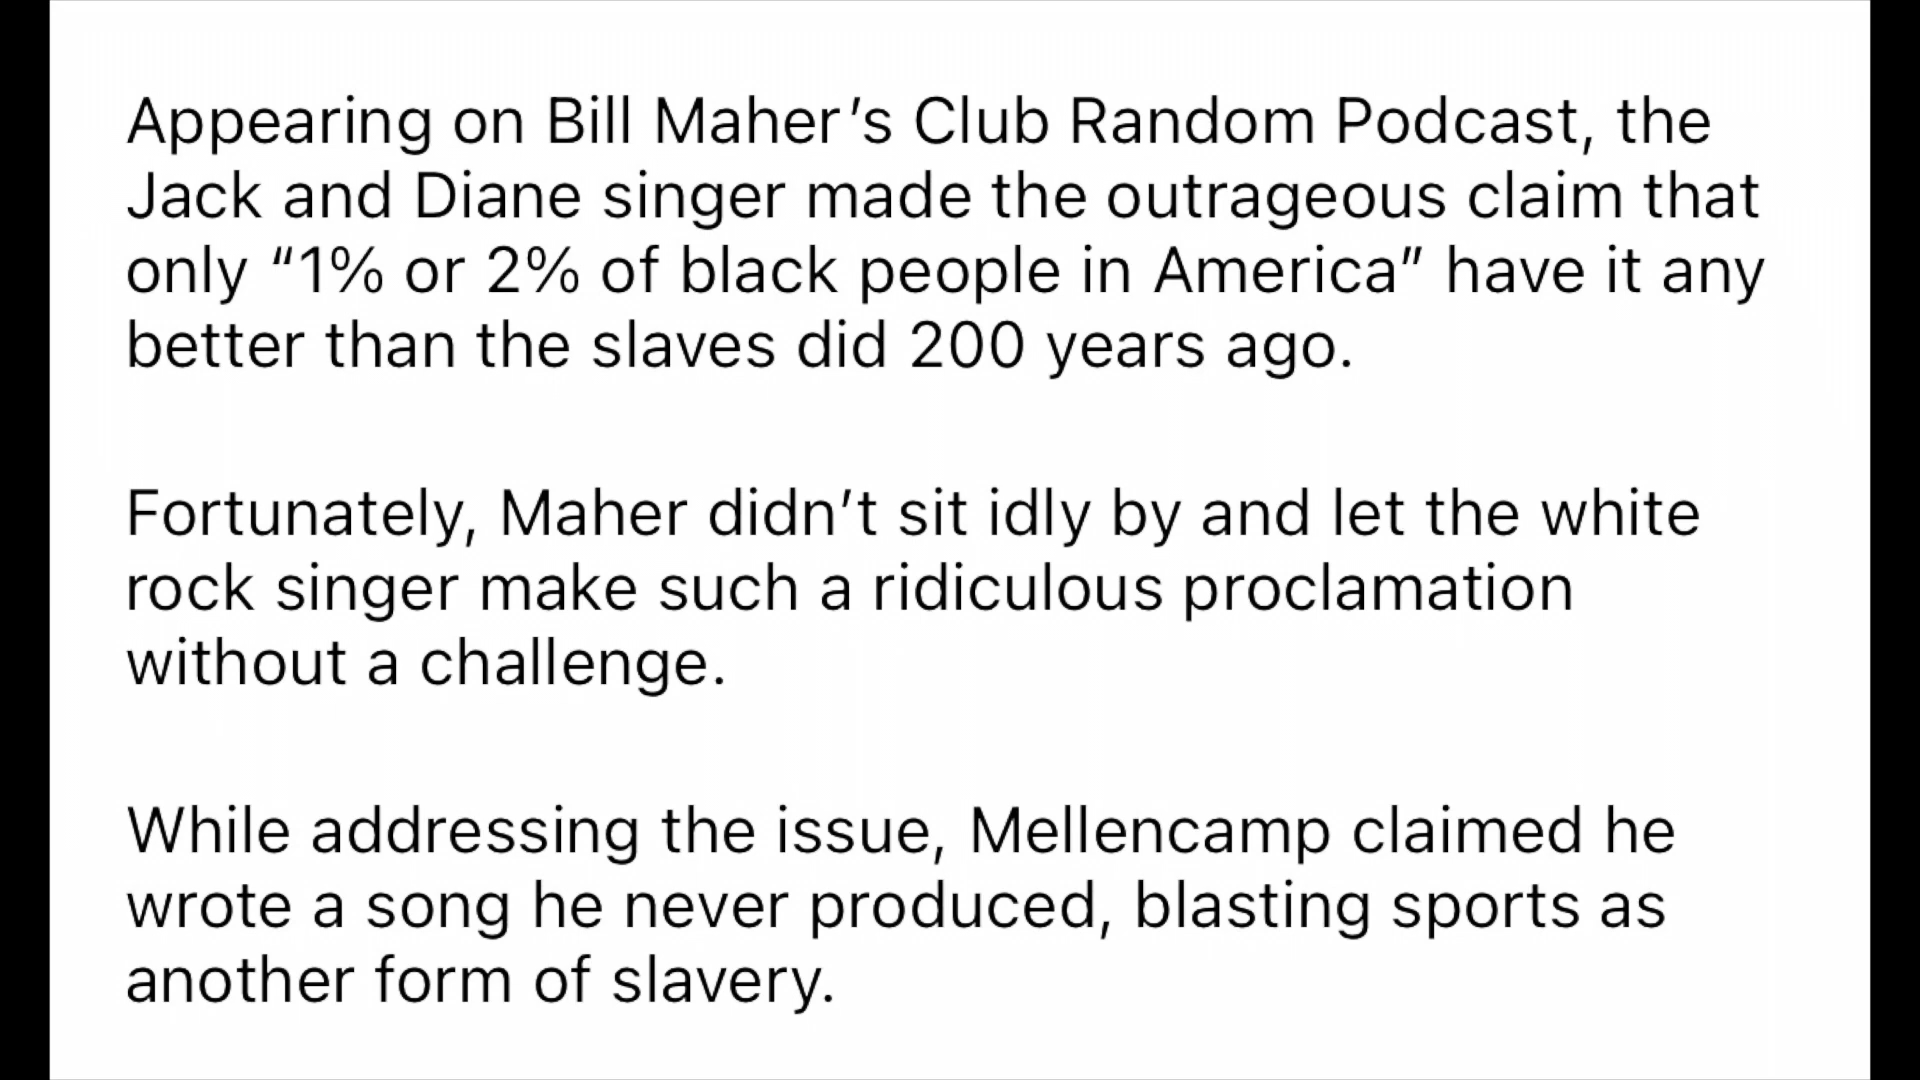 Appearing on Bill Maher’s Club Random Podcast, the
Jack and Diane singer made the outrageous claim that
only “1% or 2% of black people in America” have it any
better than the slaves did 200 years ago.
Fortunately, Maher didn’t sit idly by and let the white
rock singer make such a ridiculous proclamation
without a challenge.
While addressing the issue, Mellencamp claimed he
wrote a song he never produced, blasting sports as
another form of slavery.